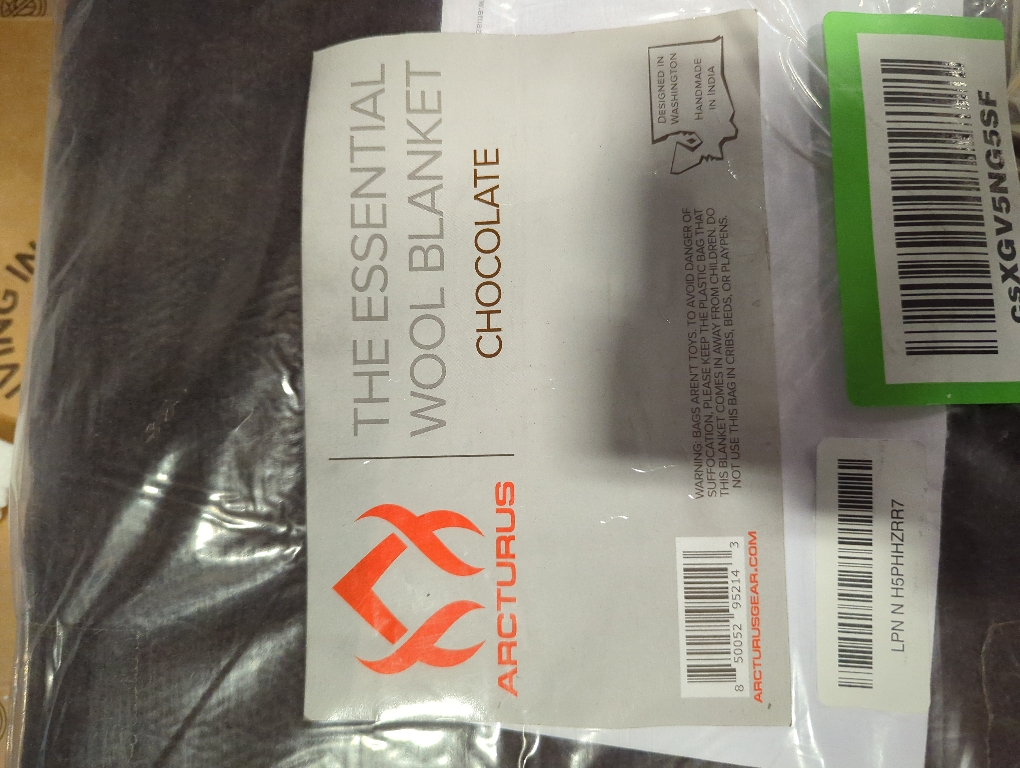 ARCTURUS
THE ESSENTIAL
WOOL BLANKET
CHOCOLATE
8 50052 95214 3
ARCTURUSGEAR.COM
WARNING: BAGS AREN'T TOYS. TO AVOID DANGER OF
SUFFOCATION, PLEASE KEEP THE PLASTIC BAG THAT
THIS BLANKET COMES IN AWAY FROM CHILDREN. DO
NOT USE THIS BAG IN CRIBS, BEDS, OR PLAYPENS.
DESIGNED IN
WASHINGTON
HANDMADE
IN INDIA
LPN N H5PHHZRR7
CsXGV5NG5SF